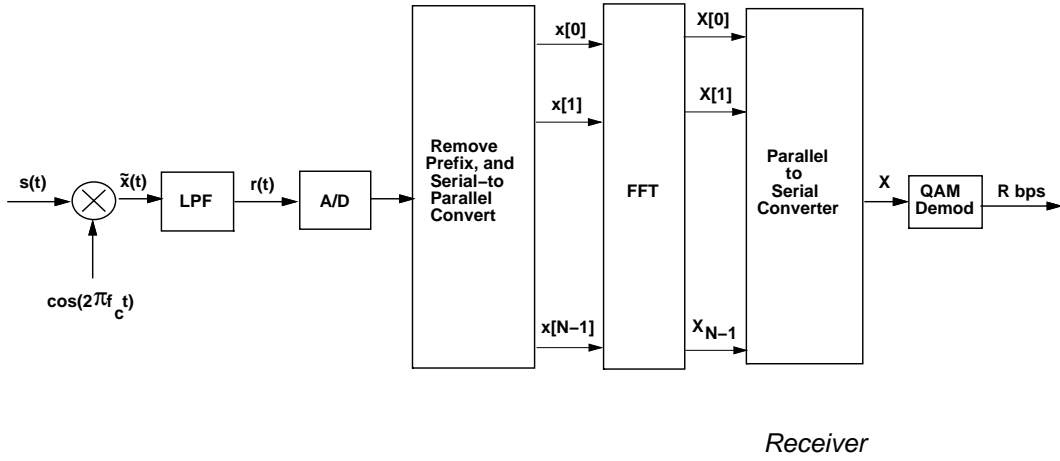 s(t)
cos(2πf_c t)
x̃(t)
LPF
r(t)
A/D
Remove
Prefix, and
Serial−to
Parallel
Convert
x[0]
x[1]
x[N−1]
FFT
X[0]
X[1]
X_N−1
Parallel
to
Serial
Converter
X
QAM
Demod
R bps
Receiver